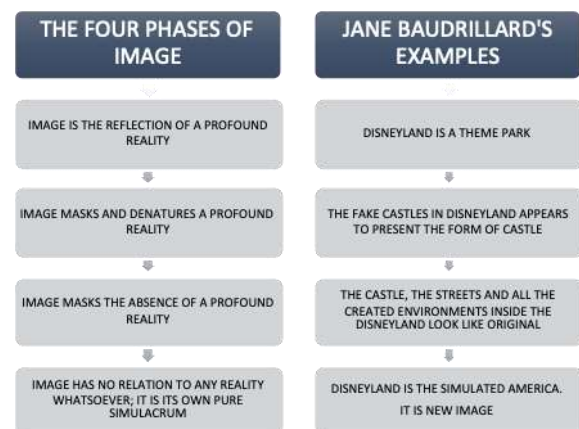 THE FOUR PHASES OF
IMAGE
IMAGE IS THE REFLECTION OF A PROFOUND
REALITY
IMAGE MASKS AND DENATURES A PROFOUND
REALITY
IMAGE MASKS THE ABSENCE OF A PROFOUND
REALITY
IMAGE HAS NO RELATION TO ANY REALITY
WHATSOEVER; IT IS ITS OWN PURE
SIMULACRUM
JANE BAUDRILLARD'S
EXAMPLES
DISNEYLAND IS A THEME PARK
THE FAKE CASTLES IN DISNEYLAND APPEARS
TO PRESENT THE FORM OF CASTLE
THE CASTLE, THE STREETS AND ALL THE
CREATED ENVIRONMENTS INSIDE THE
DISNEYLAND LOOK LIKE ORIGINAL
DISNEYLAND IS THE SIMULATED AMERICA.
IT IS NEW IMAGE